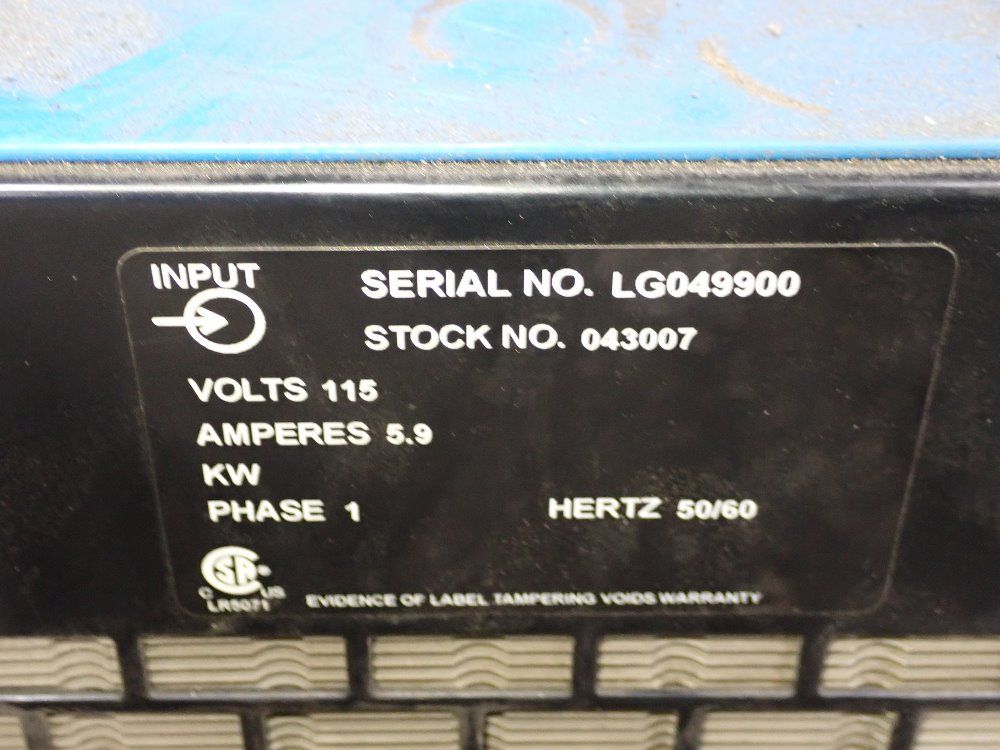 INPUT
SERIAL NO. LG049900
STOCK NO. 043007
VOLTS 115
AMPERES 5.9
KW
PHASE 1
HERTZ 50/60
SA
C US
LR5071
EVIDENCE OF LABEL TAMPERING VOIDS WARRANTY